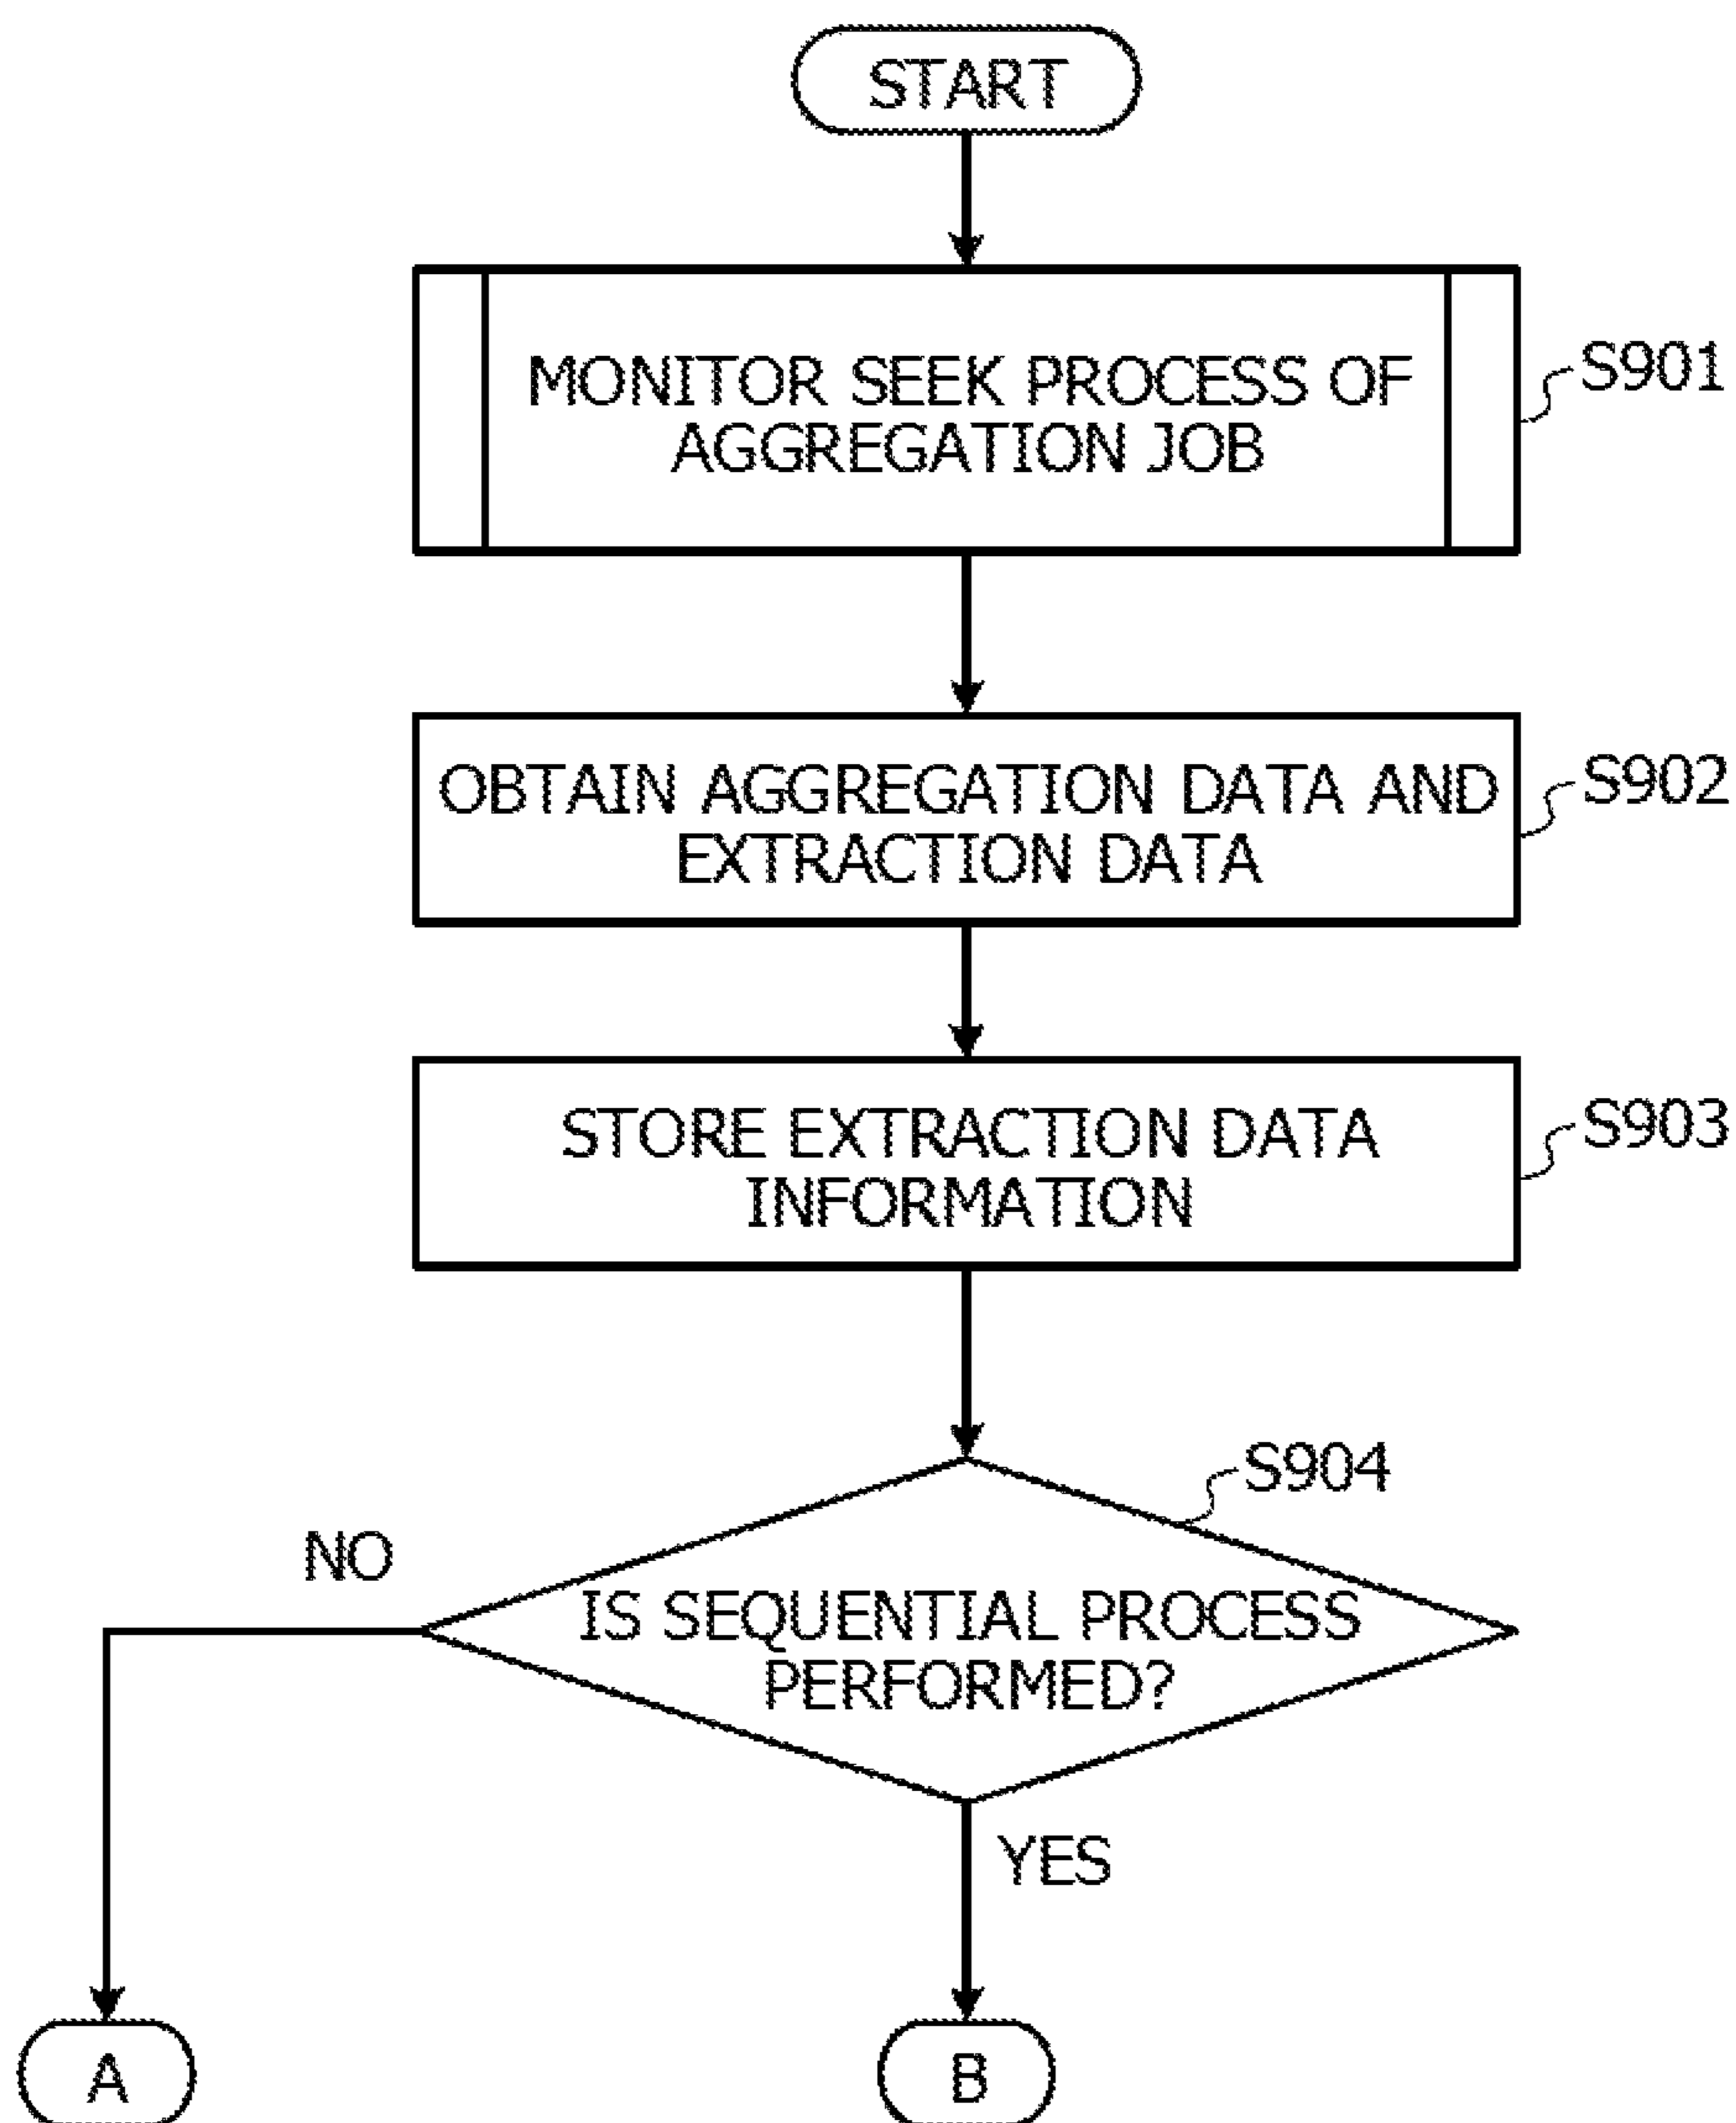 START
MONITOR SEEK PROCESS OF
AGGREGATION JOB
S901
OBTAIN AGGREGATION DATA AND
EXTRACTION DATA
S902
STORE EXTRACTION DATA
INFORMATION
S903
S904
NO
IS SEQUENTIAL PROCESS
PERFORMED?
YES
A
B